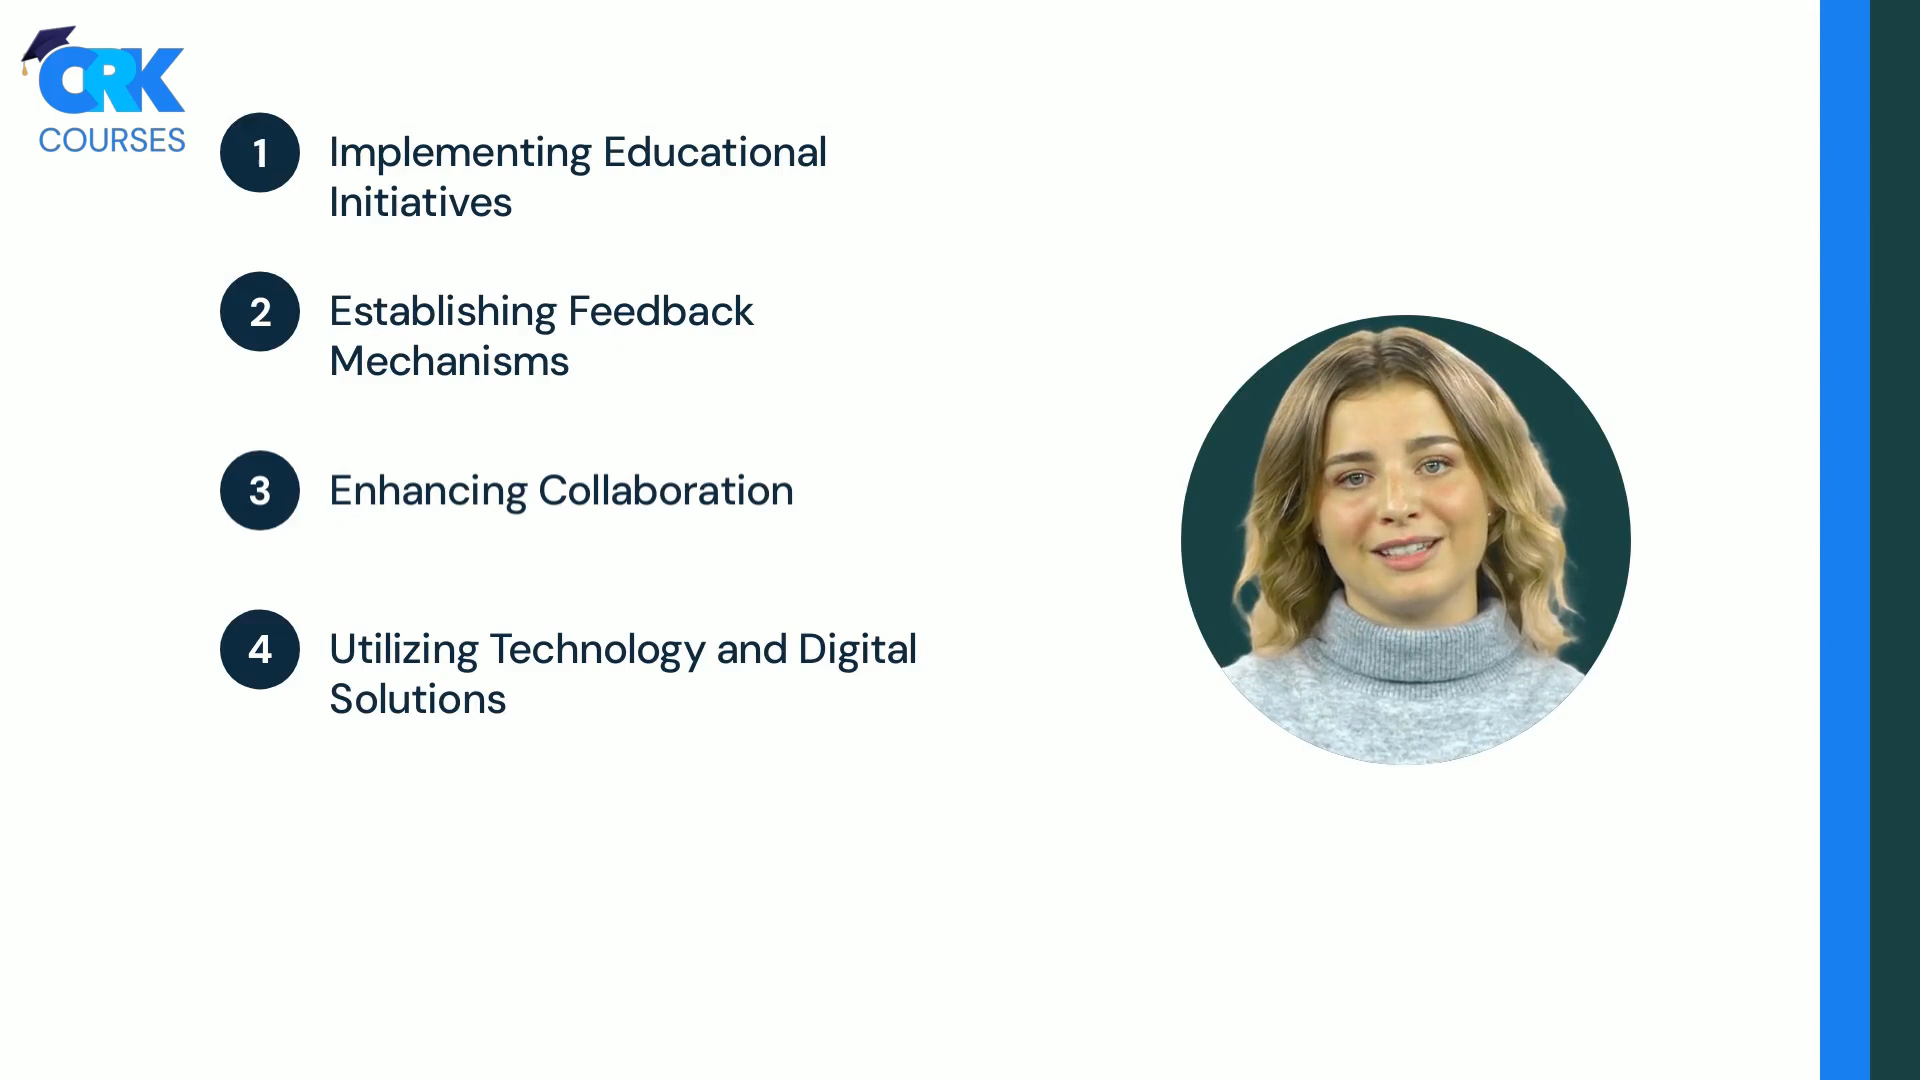 CRK
COURSES
1 Implementing Educational
Initiatives
2 Establishing Feedback
Mechanisms
3 Enhancing Collaboration
4 Utilizing Technology and Digital
Solutions